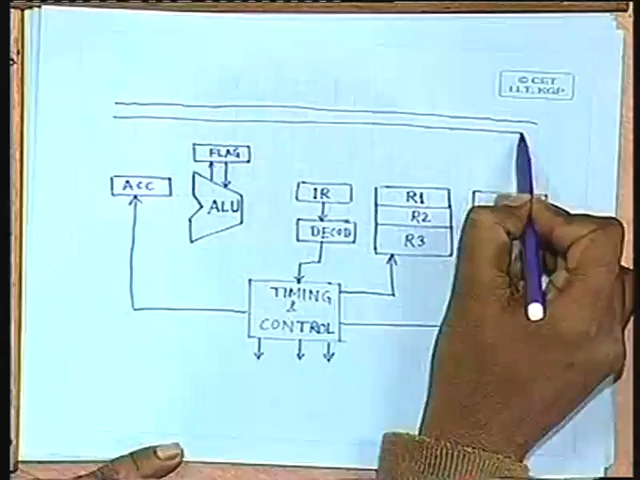 © CET
I.I.T. KGP
FLAG
ACC
ALU
IR
DECOD
R1
R2
R3
TIMING
&
CONTROL